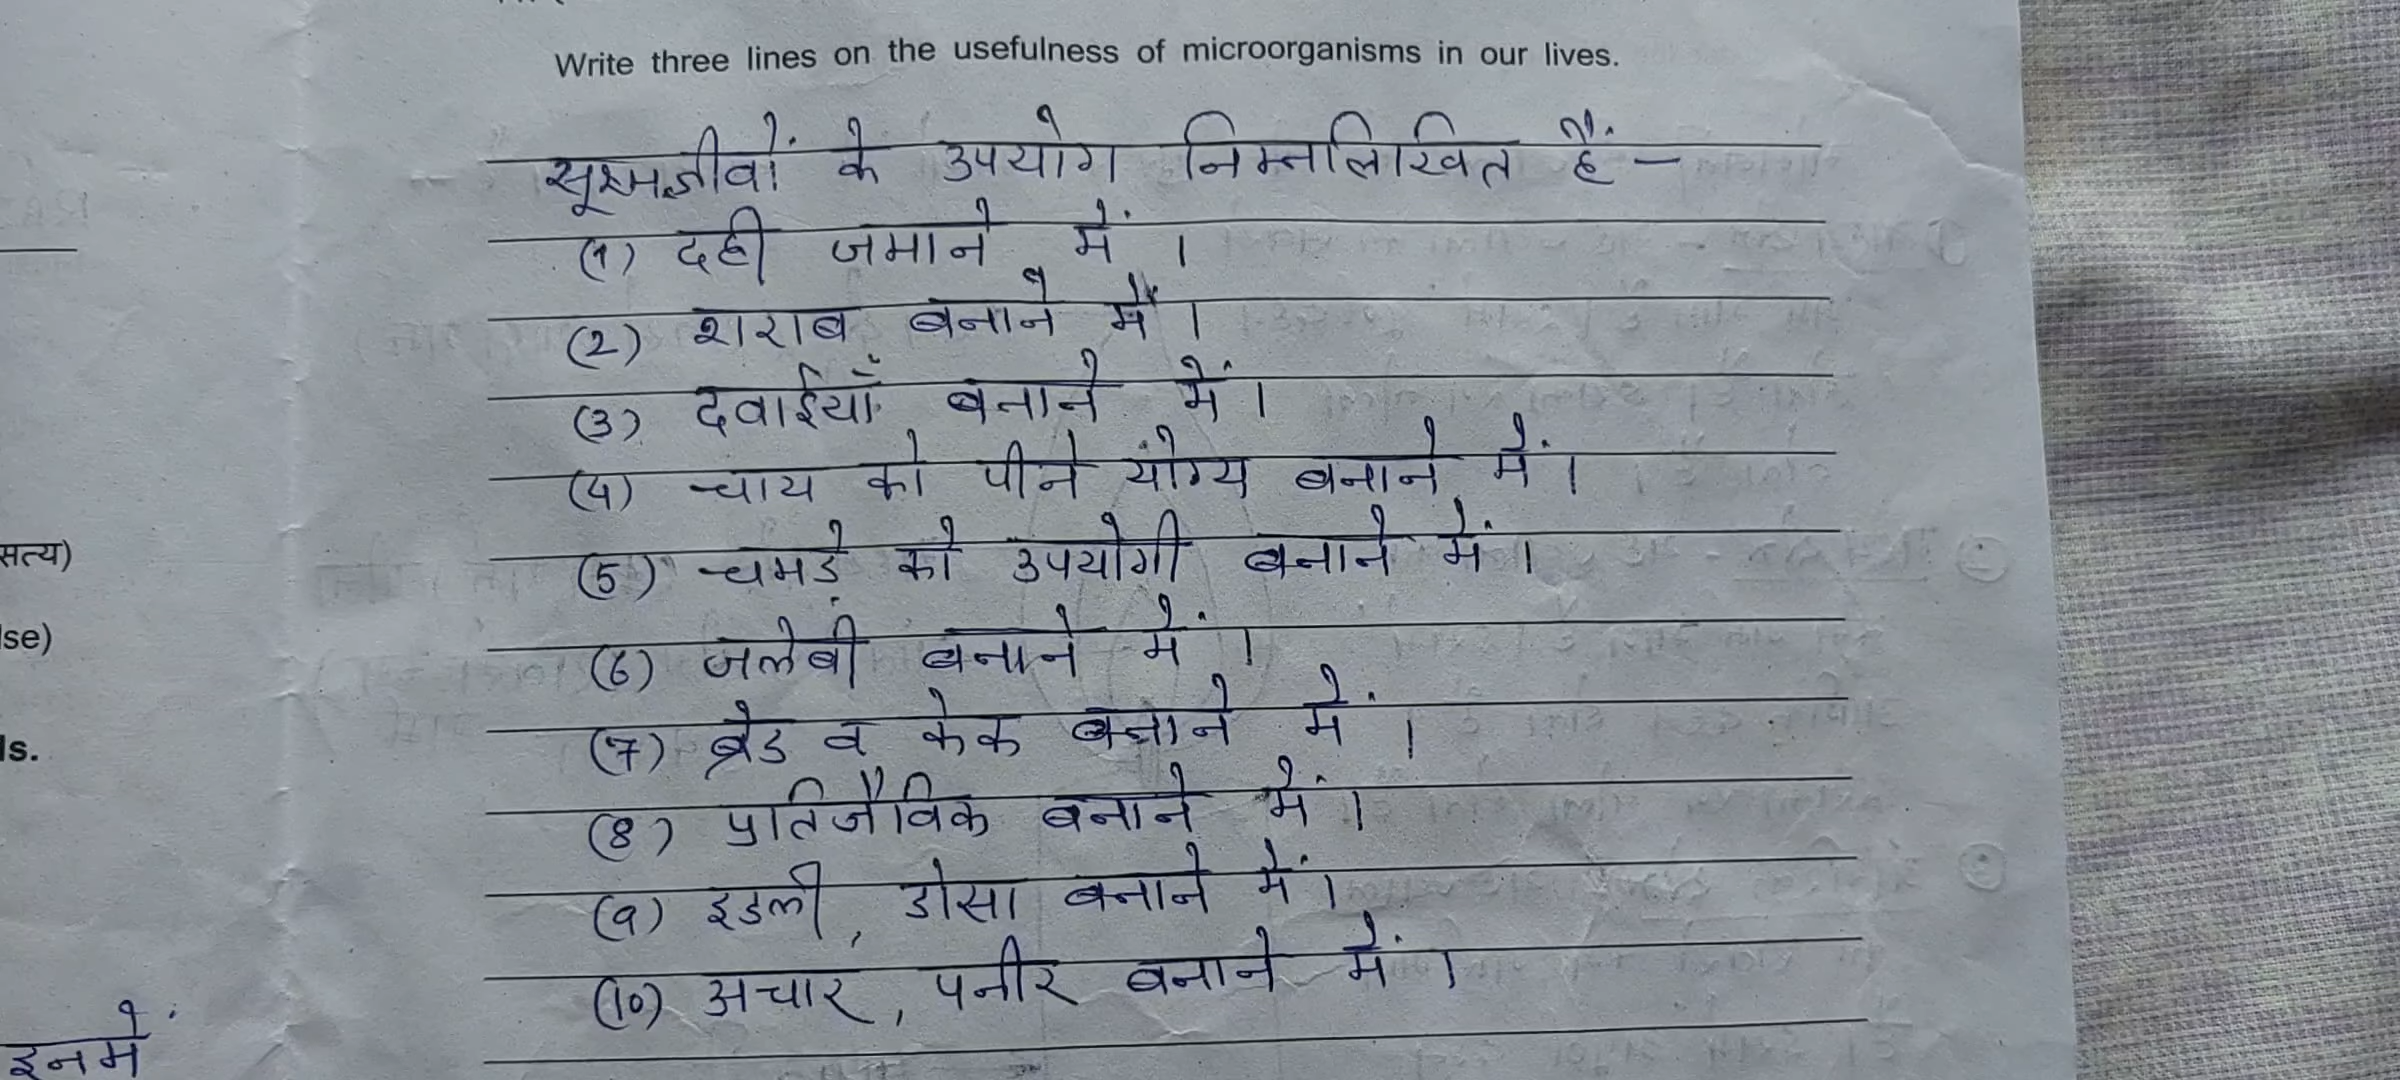 Write three lines on the usefulness of microorganisms in our lives.
सूक्ष्मजीवों के उपयोग निम्नलिखित हैं -
(1) दही जमाने में ।
(2) शराब बनाने में ।
(3) दवाईयाँ बनाने में ।
(4) चाय को पीने योग्य बनाने में ।
(5) चमड़े को उपयोगी बनाने में ।
(6) जलेबी बनाने में ।
(7) ब्रेड व केक बनाने में ।
(8) प्रतिजैविक बनाने में ।
(9) इडली, डोसा बनाने में ।
(10) अचार, पनीर बनाने में ।
सत्य)
lse)
ls.
इनमें